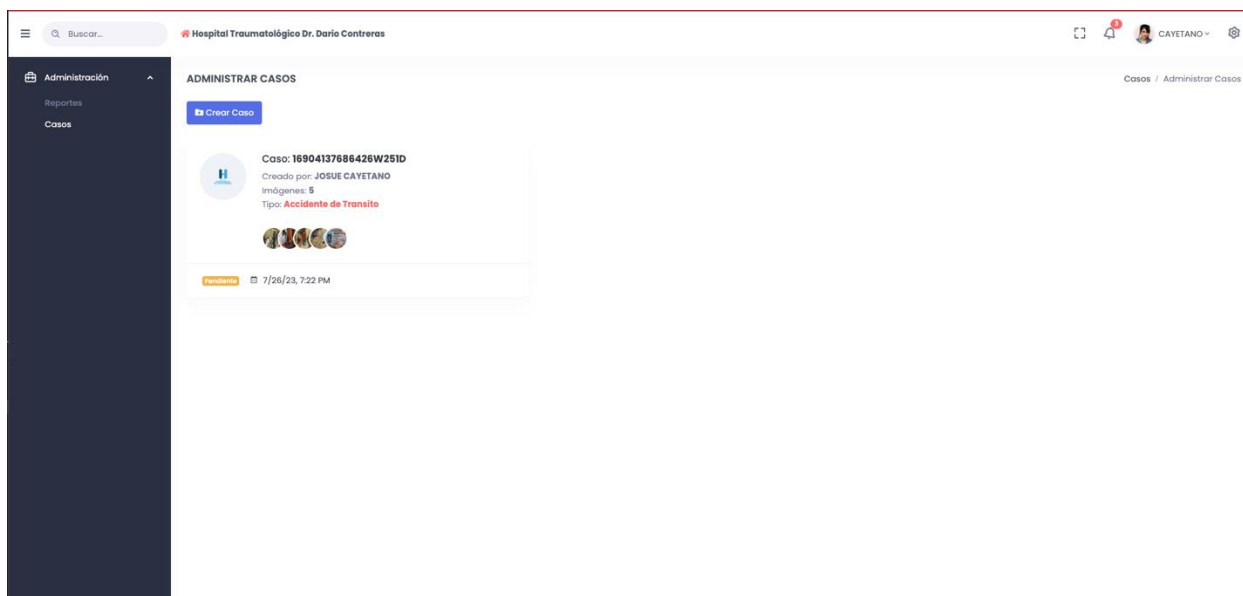 Buscar...
Hospital Traumatológico Dr. Dario Contreras
3
CAYETANO
Administración
Reportes
Casos
ADMINISTRAR CASOS
Casos / Administrar Casos
Crear Caso
Caso: 16904137686426W251D
Creado por: JOSUE CAYETANO
Imágenes: 5
Tipo: Accidente de Transito
H
Pendiente
7/26/23, 7:22 PM